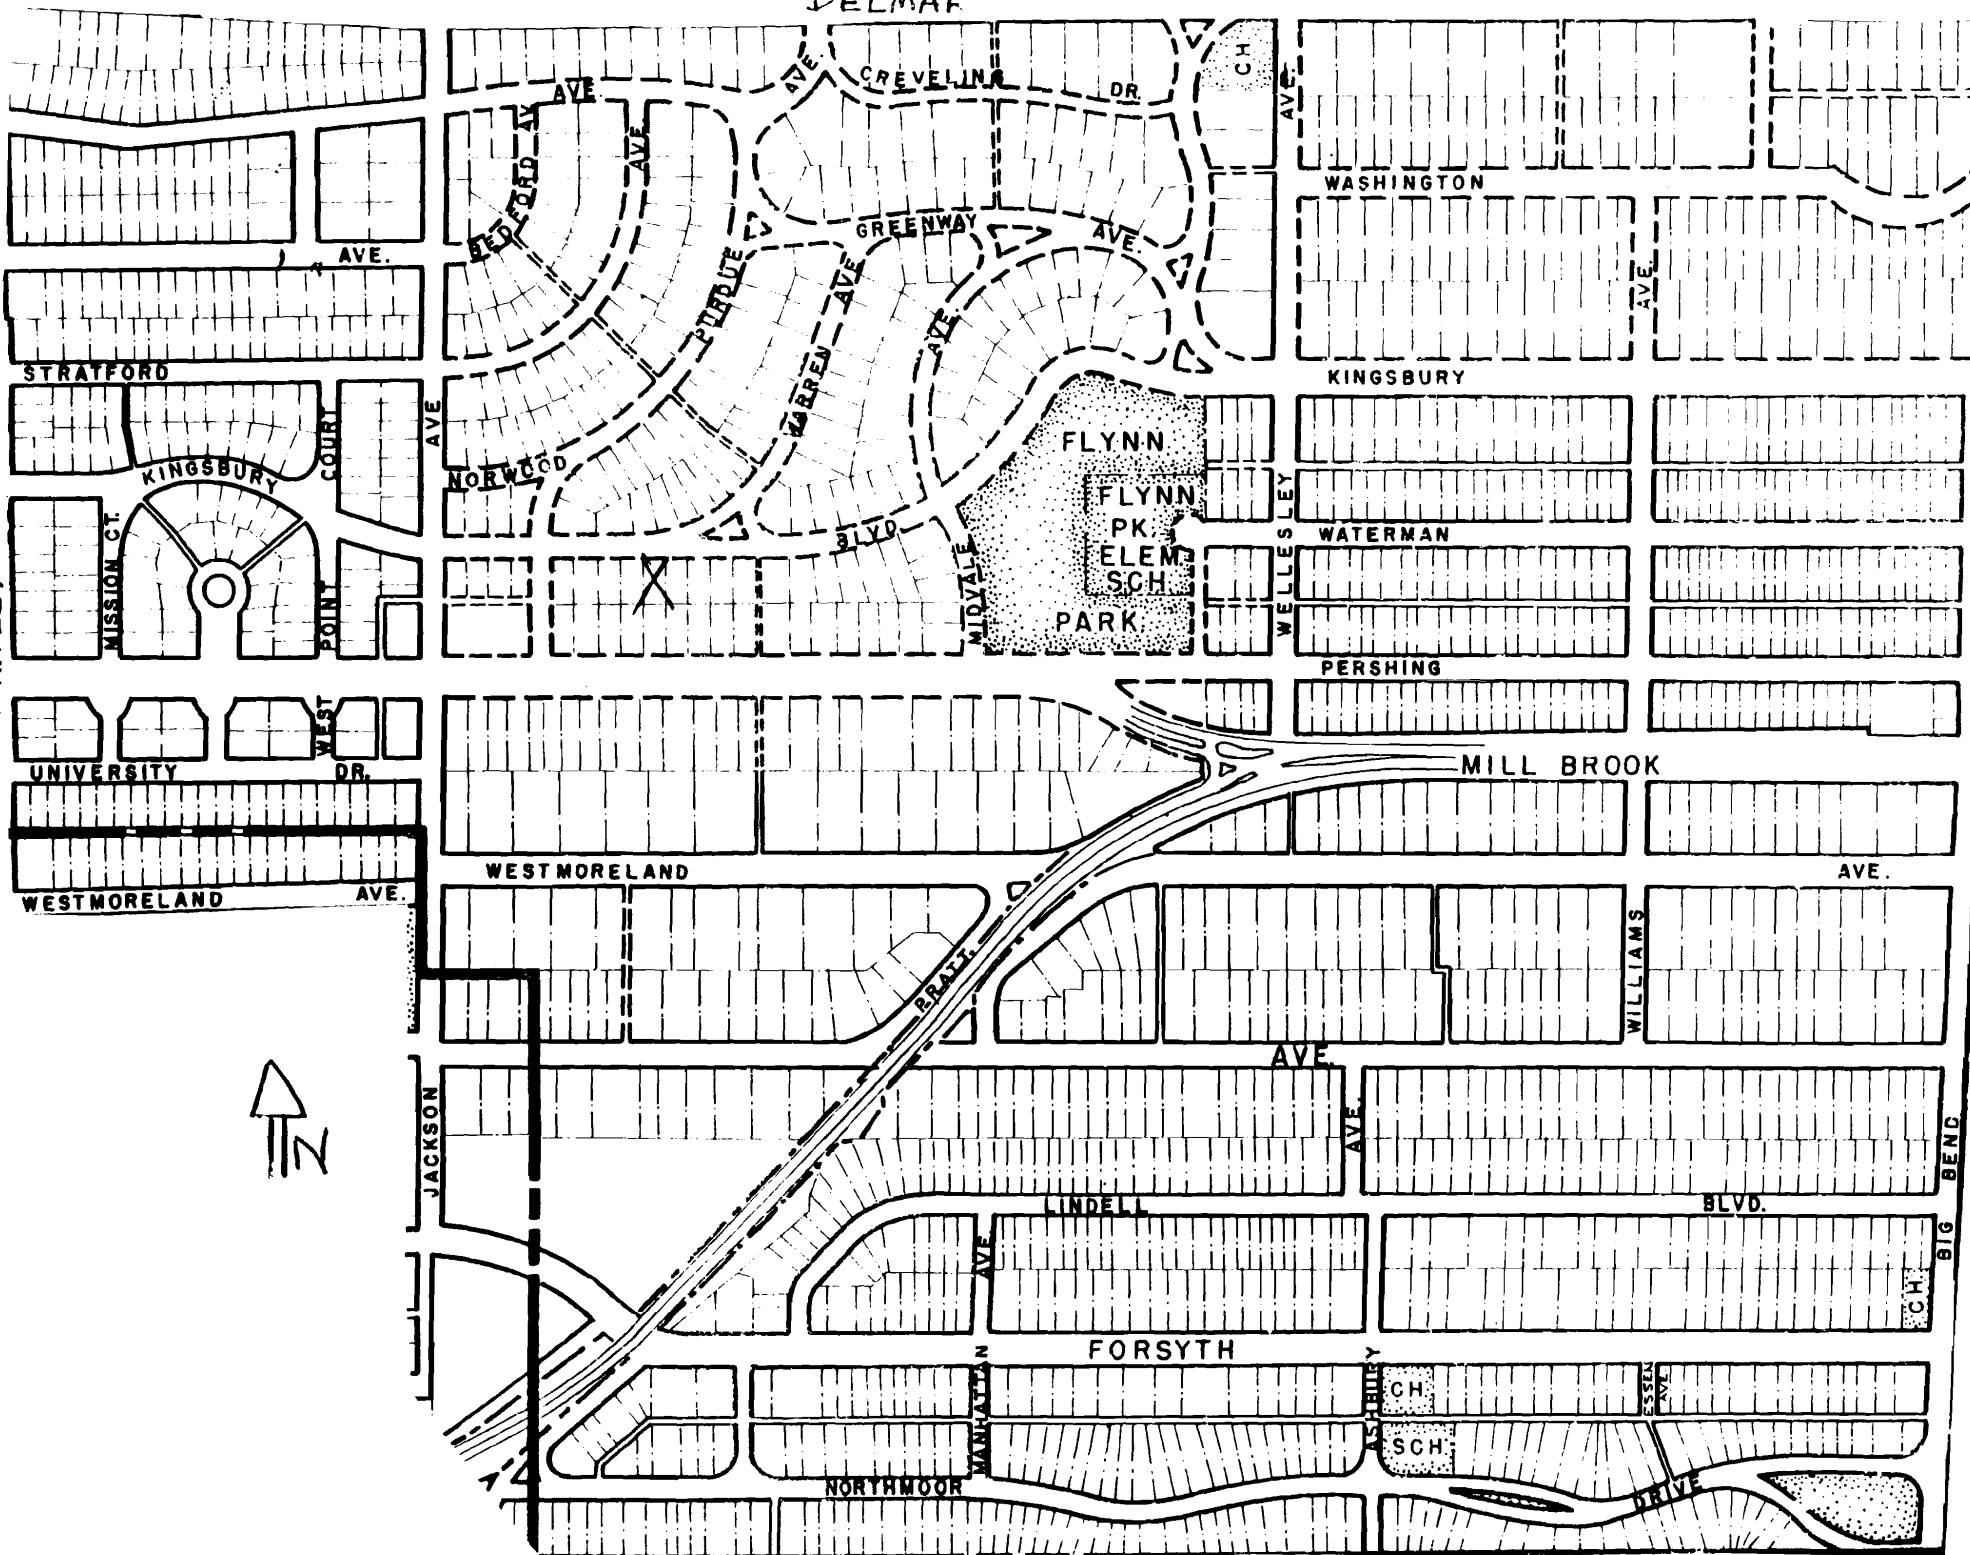 DELMAR
CREVELING
DR.
AVE.
CH
AVE.
AVE.
BEDFORD AV
AVE.
WASHINGTON
GREENWAY
AVE.
AVE.
PURDUE
WARREN AVE
AVE.
AVE.
STRATFORD
KINGSBURY
AVE
COURT
KINGSBURY
NORWOOD
FLYNN
FLYNN
PK.
ELEM.
SCH.
PARK
BLVD.
X
MIDVALE
WELLESLEY
WATERMAN
MISSION CT.
WEST POINT
PERSHING
UNIVERSITY
DR.
MILL BROOK
WESTMORELAND
AVE.
WESTMORELAND
AVE.
WILLIAMS
PRATT
AVE.
N
JACKSON
AVE.
BIG BEND
LINDELL
BLVD.
AVE.
CH
FORSYTH
MANHATTAN
ASHBURY
CH
ESSEN
AVE.
SCH.
NORTHMOOR
DRIVE